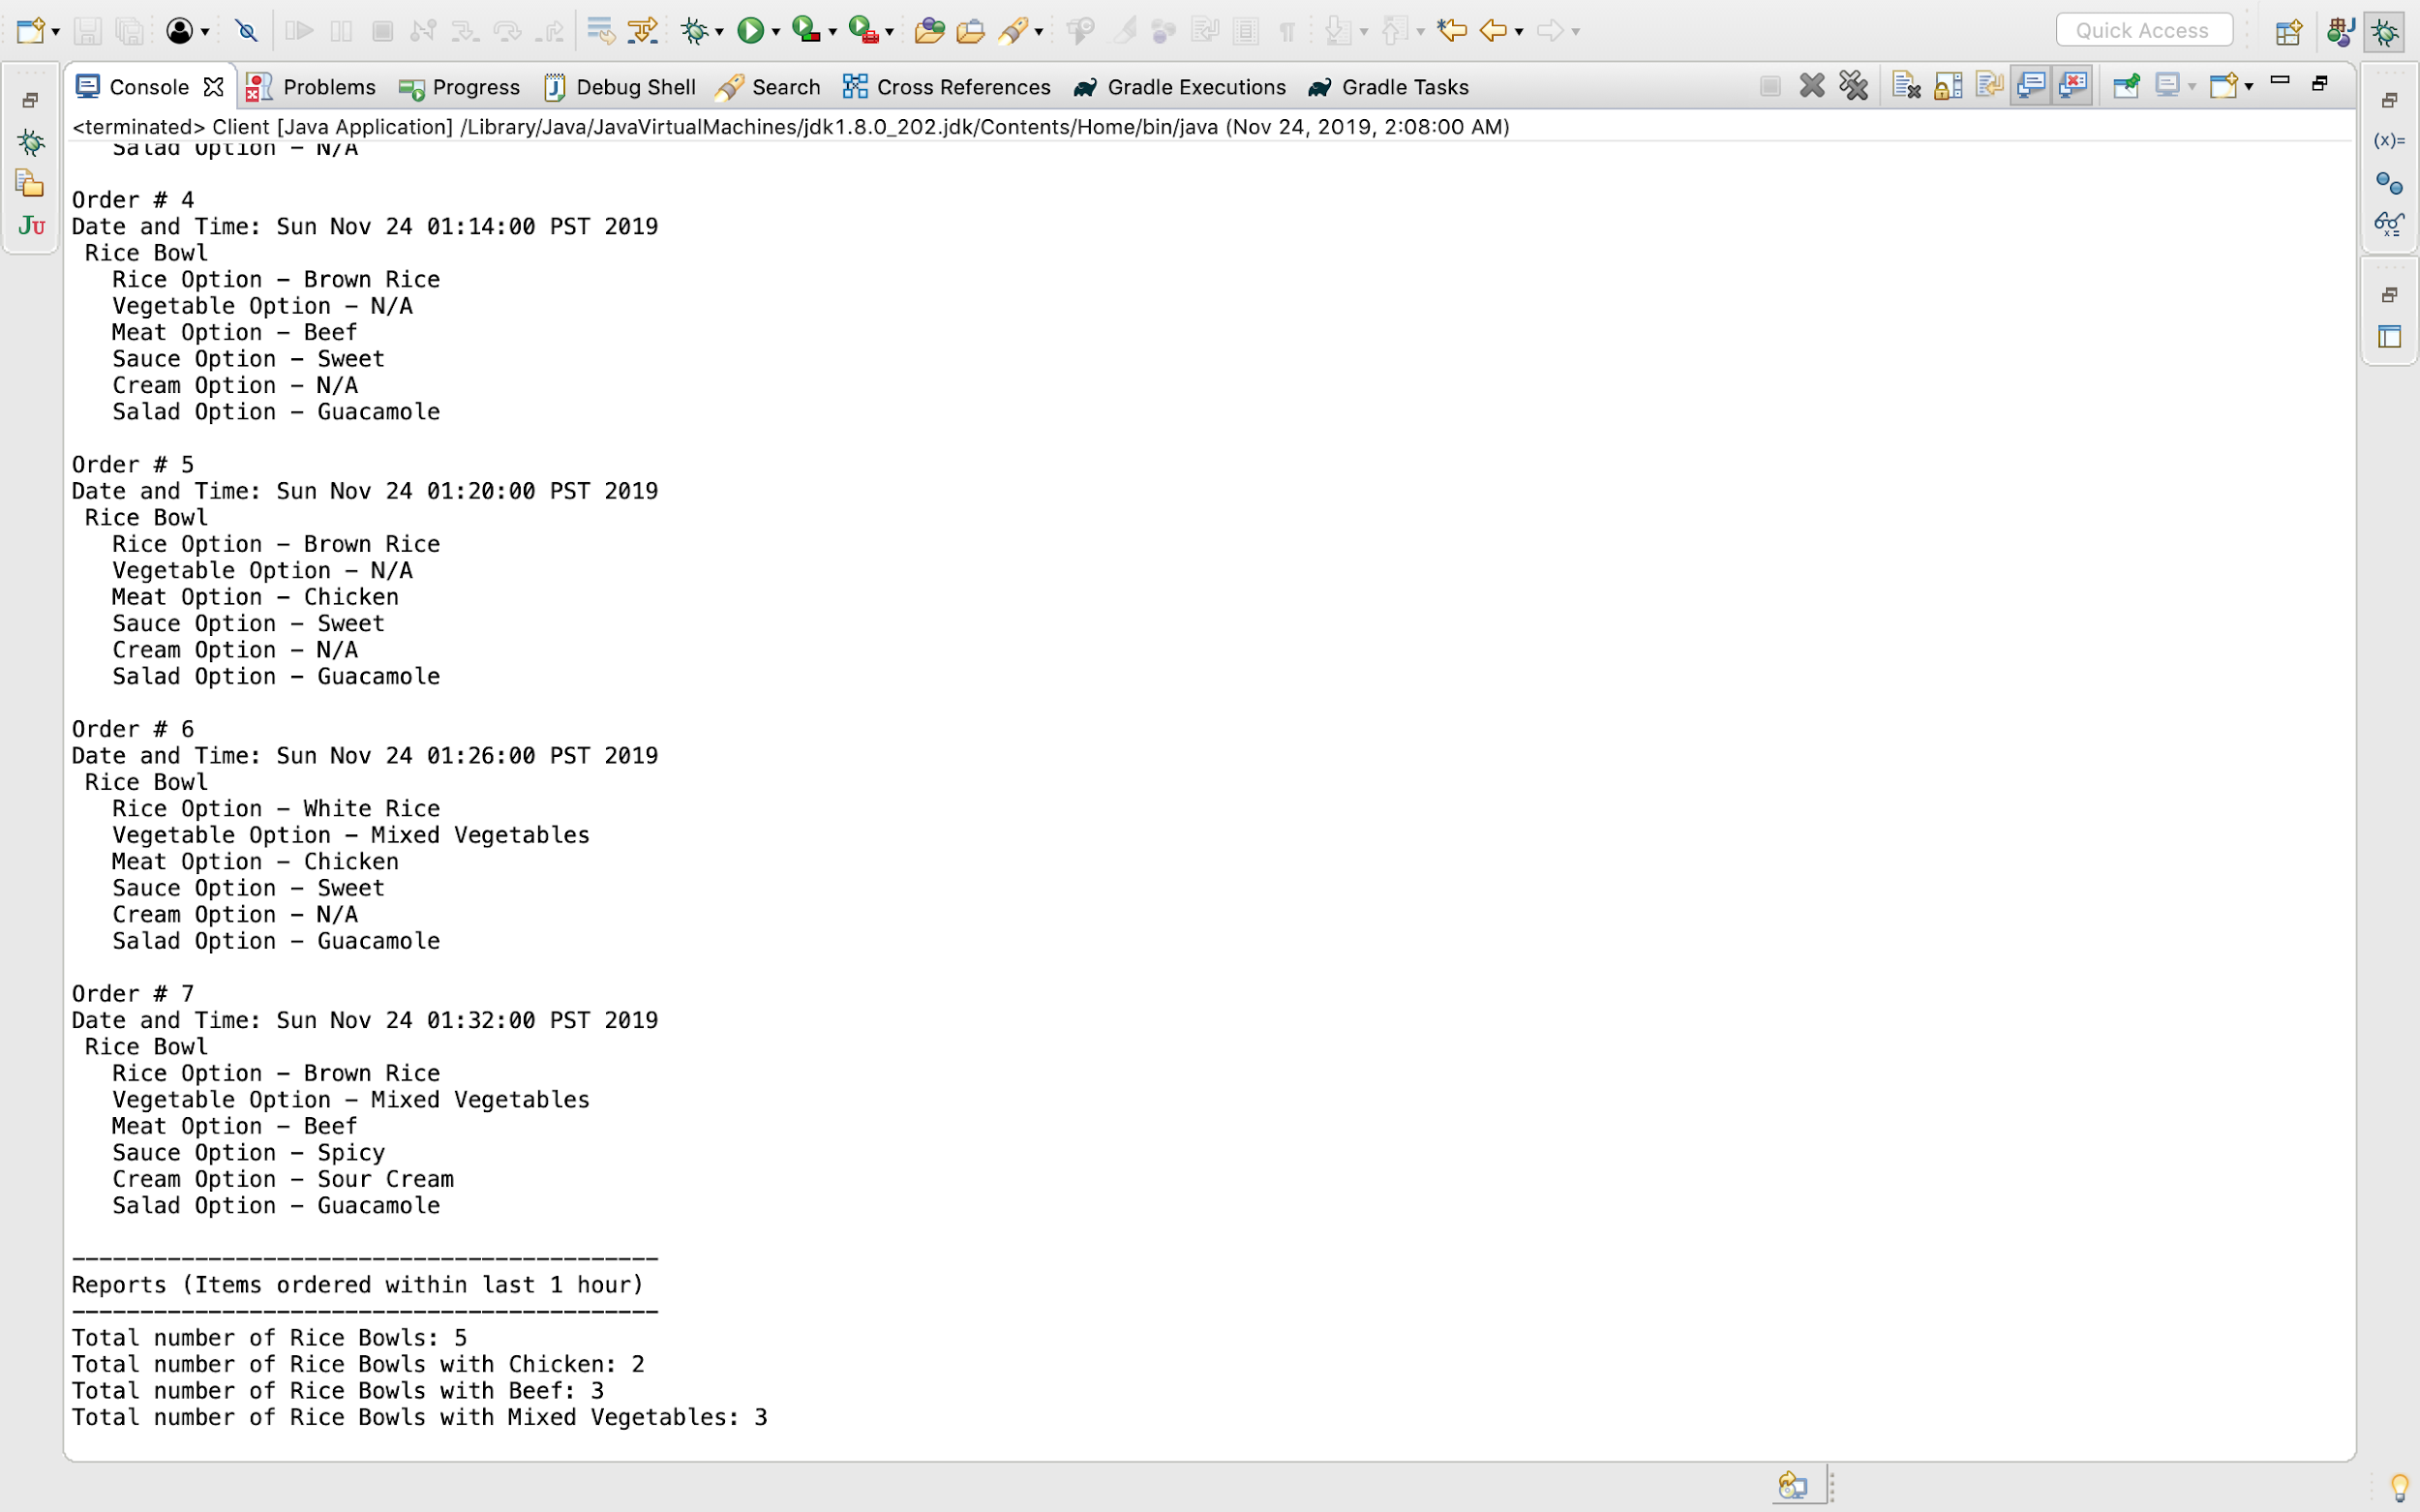 Quick Access
Console Problems Progress Debug Shell Search Cross References Gradle Executions Gradle Tasks
<terminated> Client [Java Application] /Library/Java/JavaVirtualMachines/jdk1.8.0_202.jdk/Contents/Home/bin/java (Nov 24, 2019, 2:08:00 AM)
Salad Option – N/A
Order # 4
Date and Time: Sun Nov 24 01:14:00 PST 2019
Rice Bowl
Rice Option – Brown Rice
Vegetable Option – N/A
Meat Option – Beef
Sauce Option – Sweet
Cream Option – N/A
Salad Option – Guacamole
Order # 5
Date and Time: Sun Nov 24 01:20:00 PST 2019
Rice Bowl
Rice Option – Brown Rice
Vegetable Option – N/A
Meat Option – Chicken
Sauce Option – Sweet
Cream Option – N/A
Salad Option – Guacamole
Order # 6
Date and Time: Sun Nov 24 01:26:00 PST 2019
Rice Bowl
Rice Option – White Rice
Vegetable Option – Mixed Vegetables
Meat Option – Chicken
Sauce Option – Sweet
Cream Option – N/A
Salad Option – Guacamole
Order # 7
Date and Time: Sun Nov 24 01:32:00 PST 2019
Rice Bowl
Rice Option – Brown Rice
Vegetable Option – Mixed Vegetables
Meat Option – Beef
Sauce Option – Spicy
Cream Option – Sour Cream
Salad Option – Guacamole
-------------------------------------------
Reports (Items ordered within last 1 hour)
-------------------------------------------
Total number of Rice Bowls: 5
Total number of Rice Bowls with Chicken: 2
Total number of Rice Bowls with Beef: 3
Total number of Rice Bowls with Mixed Vegetables: 3